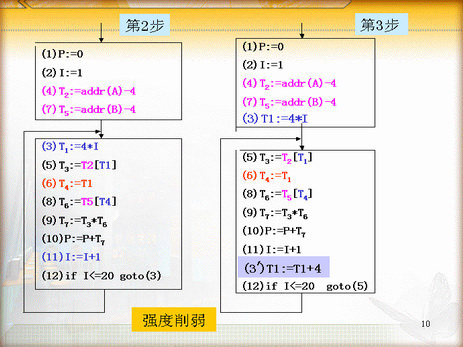 第2步
(1)P:=0
(2)I:=1
(4)T₂:=addr(A)-4
(7)T₅:=addr(B)-4
(3)T₁:=4*I
(5)T₃:=T2[T1]
(6)T₄:=T1
(8)T₆:=T5[T4]
(9)T₇:=T₃*T₆
(10)P:=P+T₇
(11)I:=I+1
(12)if I<=20 goto(3)
第3步
(1)P:=0
(2)I:=1
(4)T₂:=addr(A)-4
(7)T₅:=addr(B)-4
(3)T1:=4*I
(5)T₃:=T₂[T₁]
(6)T₄:=T₁
(8)T₆:=T₅[T₄]
(9)T₇:=T₃*T₆
(10)P:=P+T₇
(11)I:=I+1
(3′)T1:=T1+4
(12)if I<=20 goto(5)
强度削弱
10